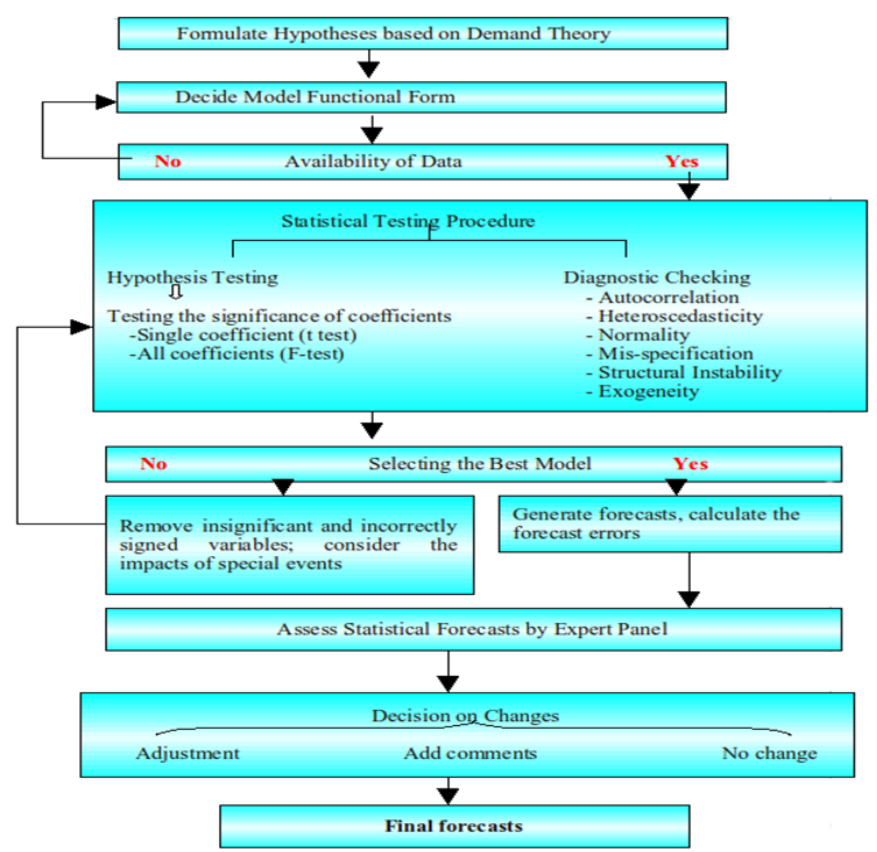 Formulate Hypotheses based on Demand Theory
Decide Model Functional Form
No Availability of Data Yes
Statistical Testing Procedure
Hypothesis Testing
Testing the significance of coefficients
-Single coefficient (t test)
-All coefficients (F-test)
Diagnostic Checking
- Autocorrelation
- Heteroscedasticity
- Normality
- Mis-specification
- Structural Instability
- Exogeneity
No Selecting the Best Model Yes
Remove insignificant and incorrectly
signed variables; consider the
impacts of special events
Generate forecasts, calculate the
forecast errors
Assess Statistical Forecasts by Expert Panel
Decision on Changes
Adjustment Add comments No change
Final forecasts